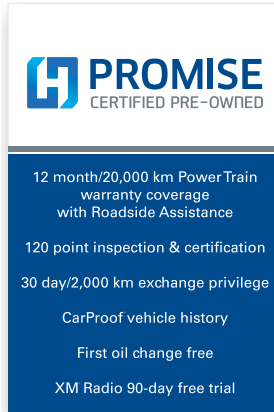 H PROMISE
CERTIFIED PRE-OWNED
12 month/20,000 km Power Train
warranty coverage
with Roadside Assistance
120 point inspection & certification
30 day/2,000 km exchange privilege
CarProof vehicle history
First oil change free
XM® Radio 90-day free trial